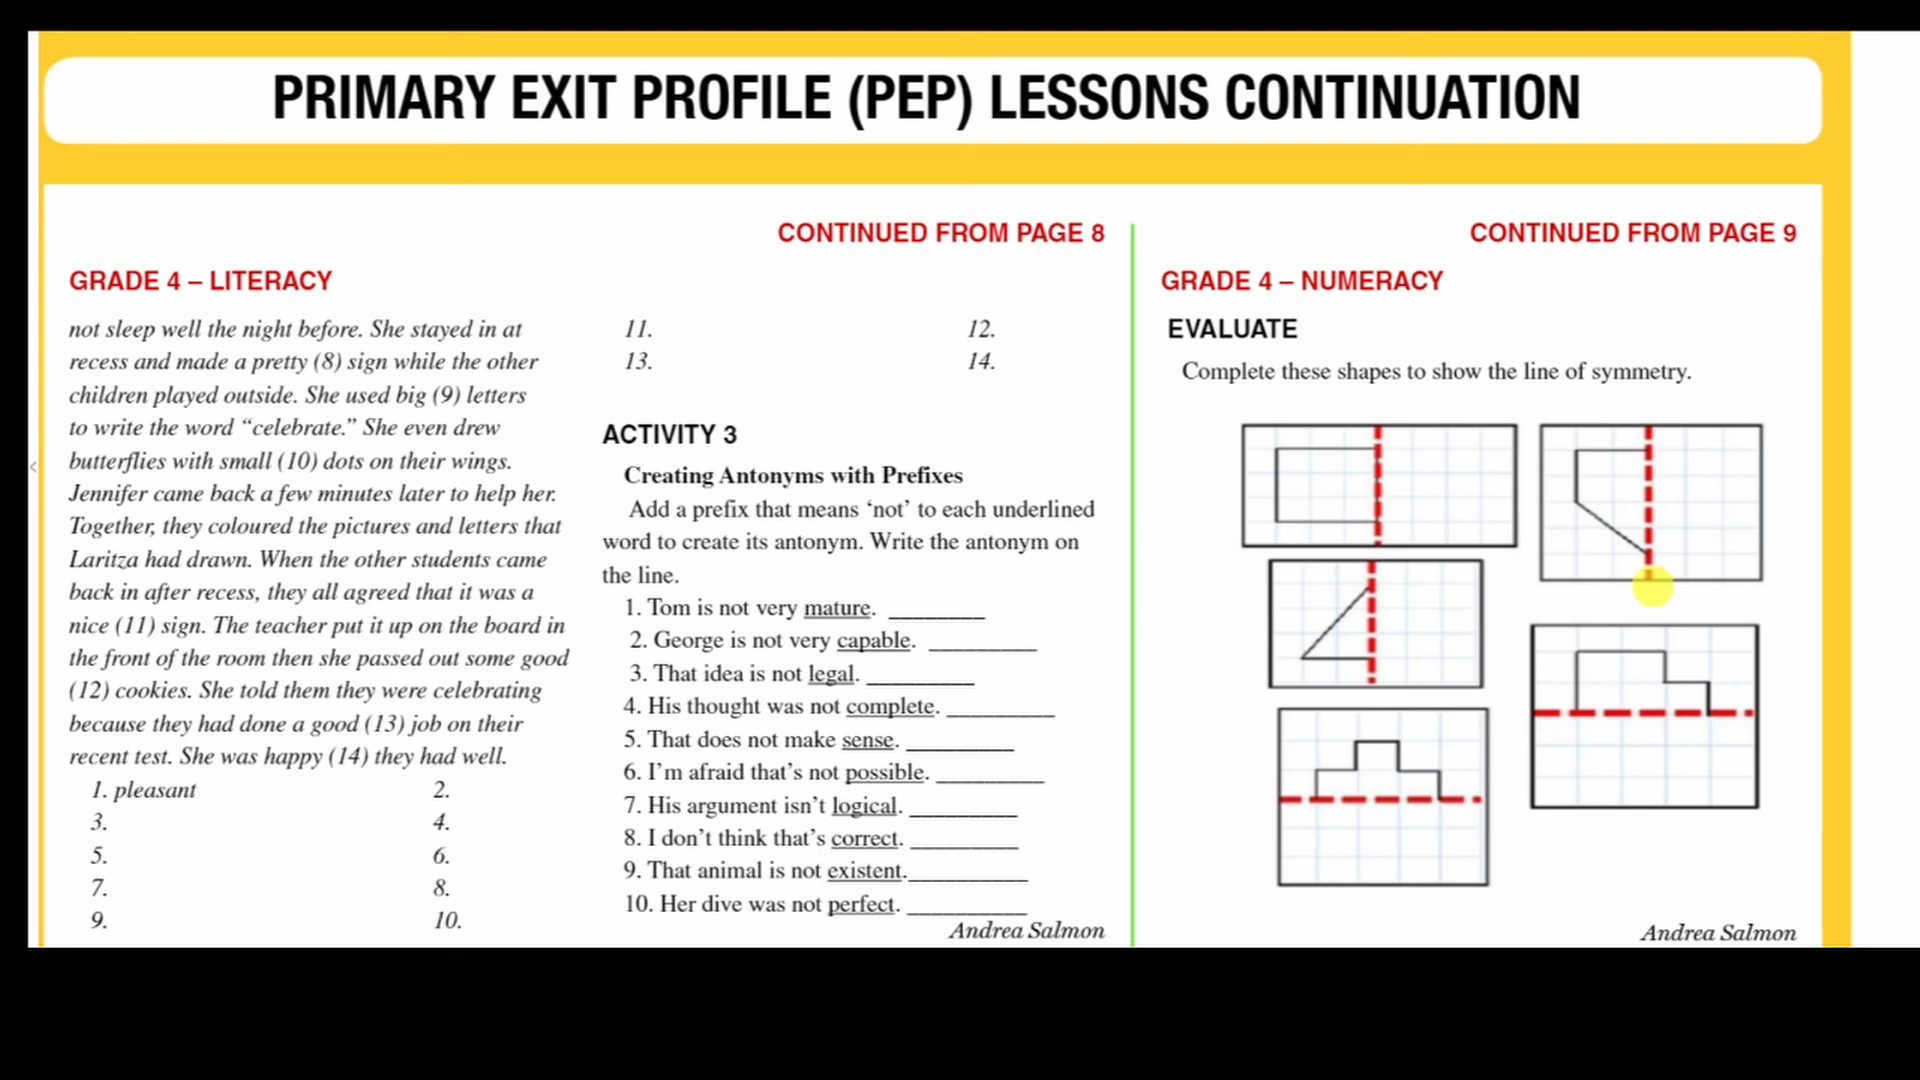 PRIMARY EXIT PROFILE (PEP) LESSONS CONTINUATION
CONTINUED FROM PAGE 8
GRADE 4 – LITERACY
not sleep well the night before. She stayed in at
recess and made a pretty (8) sign while the other
children played outside. She used big (9) letters
to write the word “celebrate.” She even drew
butterflies with small (10) dots on their wings.
Jennifer came back a few minutes later to help her.
Together, they coloured the pictures and letters that
Laritza had drawn. When the other students came
back in after recess, they all agreed that it was a
nice (11) sign. The teacher put it up on the board in
the front of the room then she passed out some good
(12) cookies. She told them they were celebrating
because they had done a good (13) job on their
recent test. She was happy (14) they had well.
1. pleasant 2.
3. 4.
5. 6.
7. 8.
9. 10.
11. 12.
13. 14.
ACTIVITY 3
Creating Antonyms with Prefixes
Add a prefix that means ‘not’ to each underlined
word to create its antonym. Write the antonym on
the line.
1. Tom is not very mature. ________
2. George is not very capable. _________
3. That idea is not legal. _________
4. His thought was not complete. _________
5. That does not make sense. _________
6. I’m afraid that’s not possible. _________
7. His argument isn’t logical. _________
8. I don’t think that’s correct. _________
9. That animal is not existent.__________
10. Her dive was not perfect. __________
Andrea Salmon
CONTINUED FROM PAGE 9
GRADE 4 – NUMERACY
EVALUATE
Complete these shapes to show the line of symmetry.
Andrea Salmon